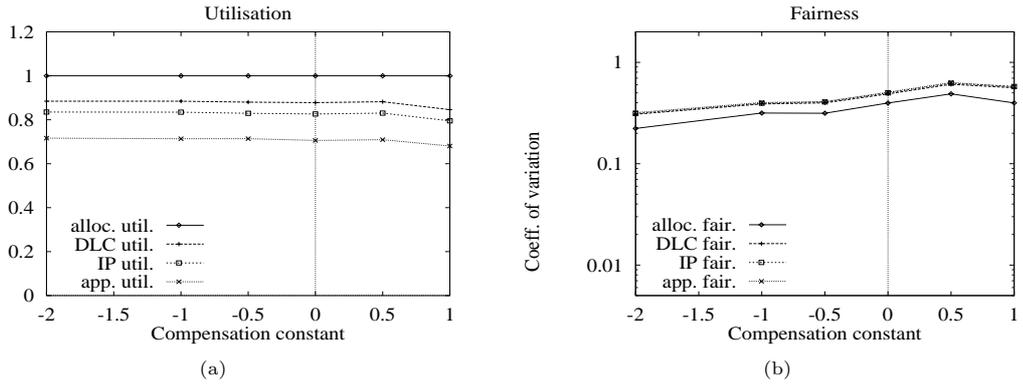 Utilisation
1.2
1
0.8
0.6
0.4
0.2
0
alloc. util.
DLC util.
IP util.
app. util.
-2 -1.5 -1 -0.5 0 0.5 1
Compensation constant
(a)
Fairness
Coeff. of variation
1
0.1
0.01
alloc. fair.
DLC fair.
IP fair.
app. fair.
-2 -1.5 -1 -0.5 0 0.5 1
Compensation constant
(b)